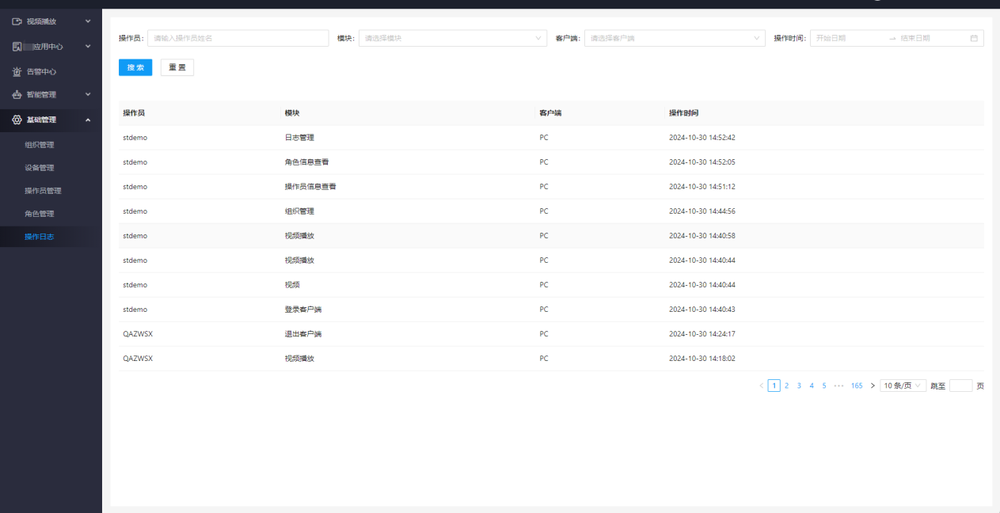 视频播放
应用中心
告警中心
智能管理
基础管理
组织管理
设备管理
操作员管理
角色管理
操作日志
操作员: 请输入操作员姓名 模块: 请选择模块 客户端: 请选择客户端 操作时间: 开始日期 → 结束日期
搜 索 重 置
操作员 模块 客户端 操作时间
stdemo 日志管理 PC 2024-10-30 14:52:42
stdemo 角色信息查看 PC 2024-10-30 14:52:05
stdemo 操作员信息查看 PC 2024-10-30 14:51:12
stdemo 组织管理 PC 2024-10-30 14:44:56
stdemo 视频播放 PC 2024-10-30 14:40:58
stdemo 视频播放 PC 2024-10-30 14:40:44
stdemo 视频 PC 2024-10-30 14:40:44
stdemo 登录客户端 PC 2024-10-30 14:40:43
QAZWSX 退出客户端 PC 2024-10-30 14:24:17
QAZWSX 视频播放 PC 2024-10-30 14:18:02
< 1 2 3 4 5 ••• 165 > 10 条/页 跳至 页